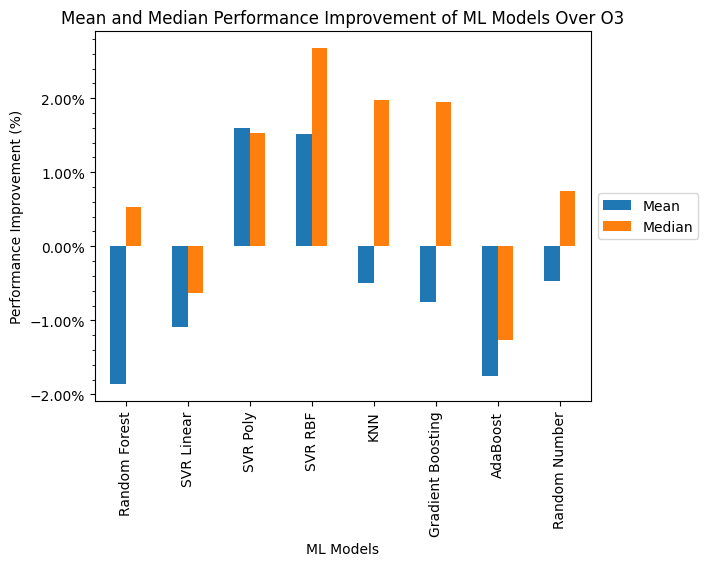 Mean and Median Performance Improvement of ML Models Over O3
Performance Improvement (%)
2.00%
1.00%
0.00%
−1.00%
−2.00%
Random Forest
SVR Linear
SVR Poly
SVR RBF
KNN
Gradient Boosting
AdaBoost
Random Number
ML Models
Mean
Median